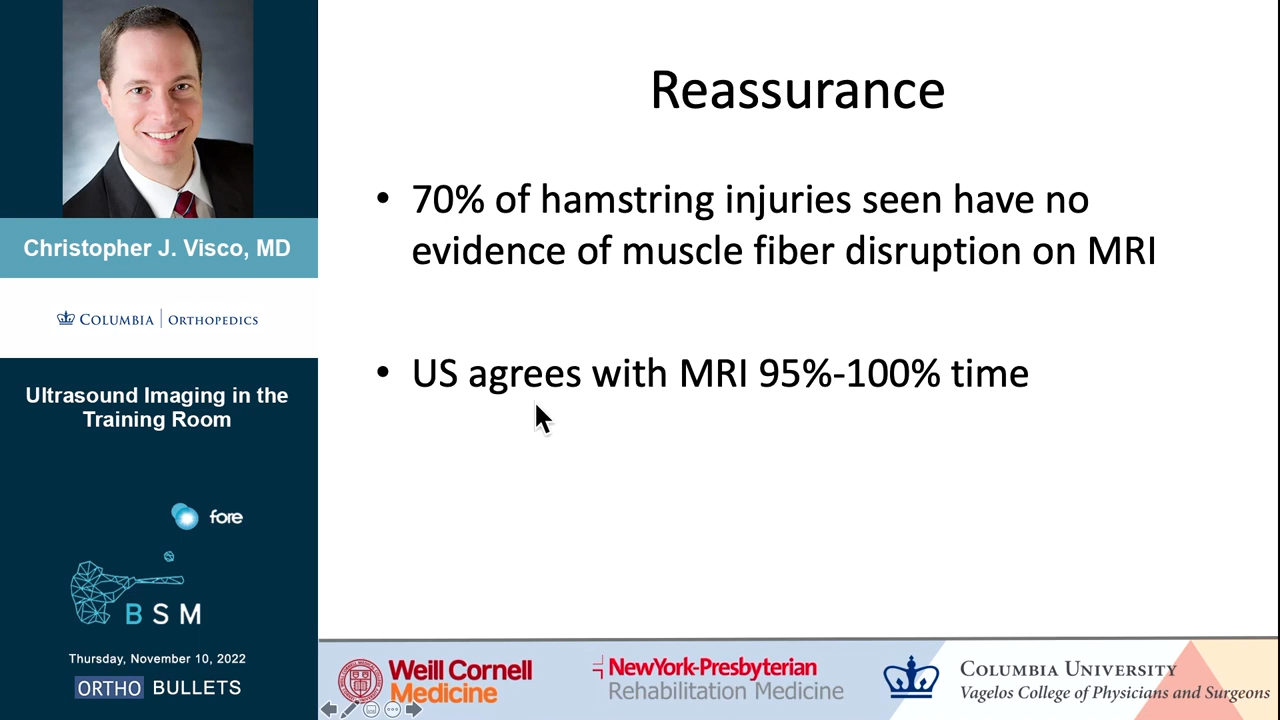 Christopher J. Visco, MD
COLUMBIA | ORTHOPEDICS
Ultrasound Imaging in the
Training Room
fore
BSM
Thursday, November 10, 2022
ORTHO BULLETS
Reassurance
• 70% of hamstring injuries seen have no
evidence of muscle fiber disruption on MRI
• US agrees with MRI 95%-100% time
Weill Cornell
Medicine
NewYork-Presbyterian
Rehabilitation Medicine
COLUMBIA UNIVERSITY
Vagelos College of Physicians and Surgeons